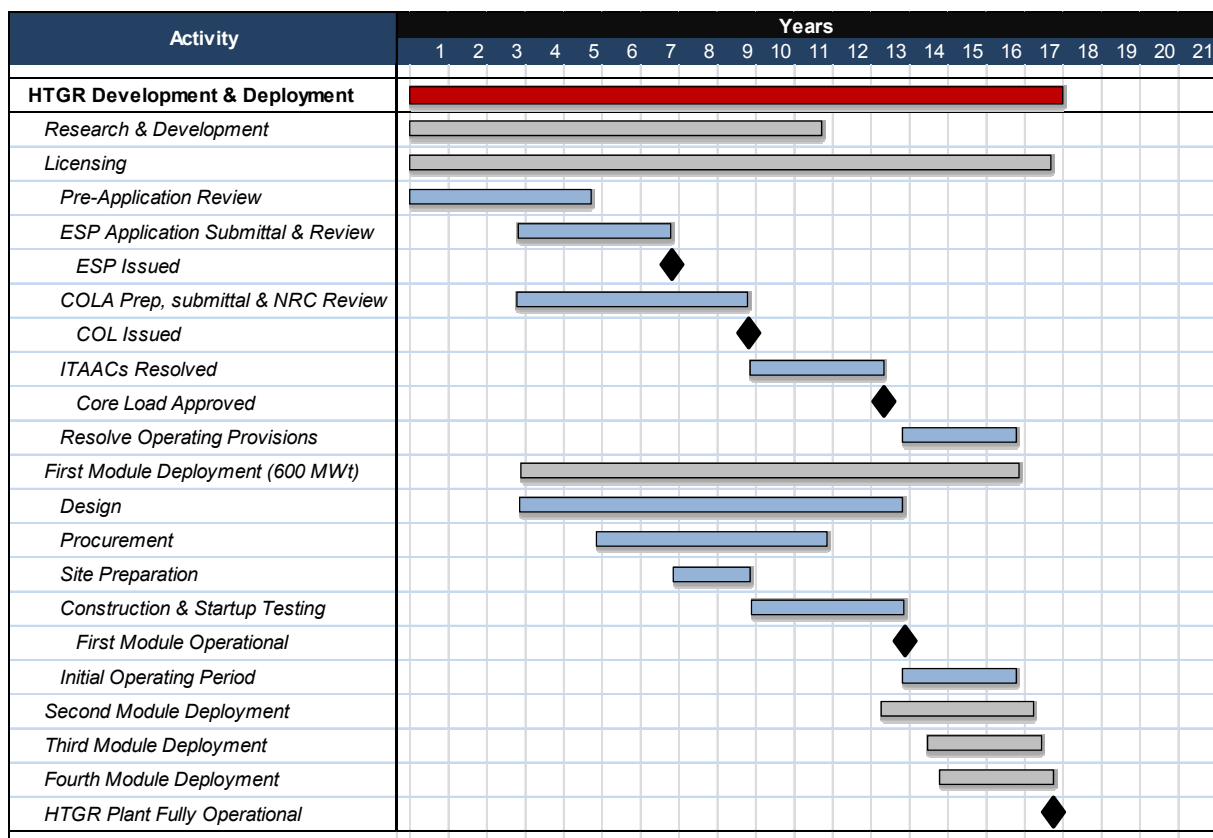 Years
Activity
1 2 3 4 5 6 7 8 9 10 11 12 13 14 15 16 17 18 19 20 21
HTGR Development & Deployment
Research & Development
Licensing
Pre-Application Review
ESP Application Submittal & Review
ESP Issued
COLA Prep, submittal & NRC Review
COL Issued
ITAACs Resolved
Core Load Approved
Resolve Operating Provisions
First Module Deployment (600 MWt)
Design
Procurement
Site Preparation
Construction & Startup Testing
First Module Operational
Initial Operating Period
Second Module Deployment
Third Module Deployment
Fourth Module Deployment
HTGR Plant Fully Operational